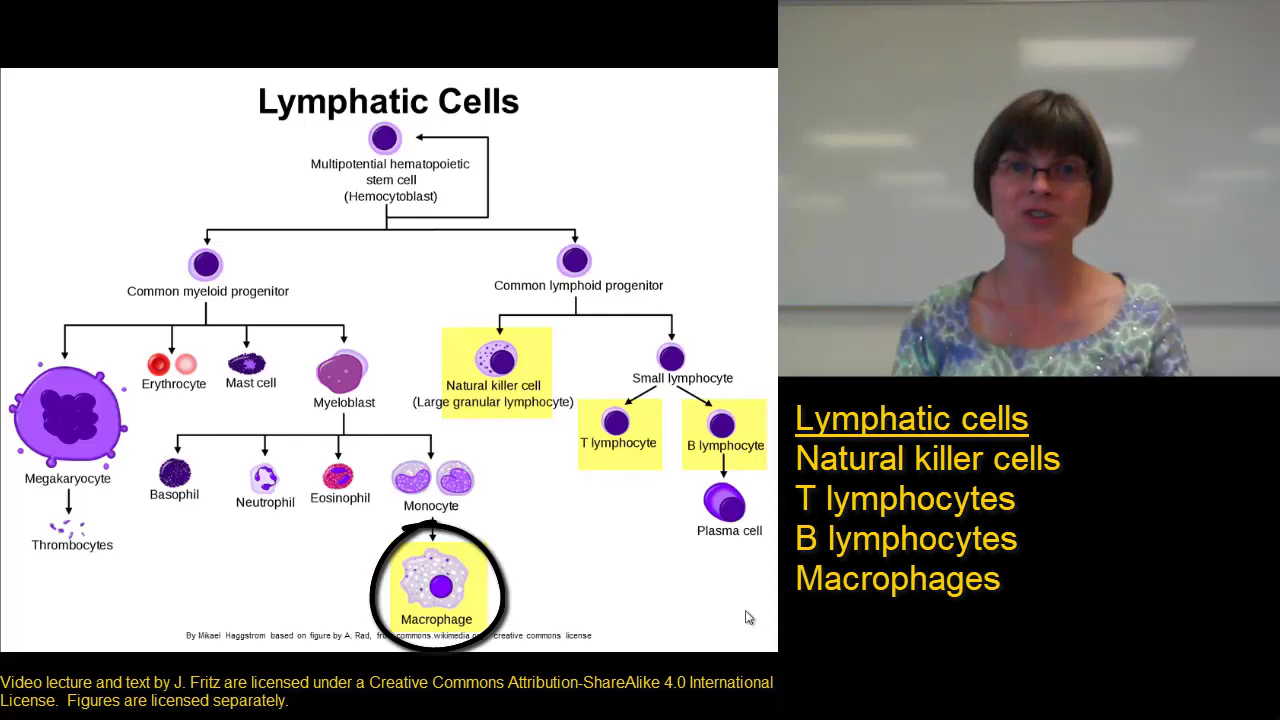 Lymphatic Cells
Multipotential hematopoietic
stem cell
(Hemocytoblast)
Common myeloid progenitor
Common lymphoid progenitor
Erythrocyte
Mast cell
Myeloblast
Natural killer cell
(Large granular lymphocyte)
Small lymphocyte
T lymphocyte
B lymphocyte
Megakaryocyte
Thrombocytes
Basophil
Neutrophil
Eosinophil
Monocyte
Plasma cell
Macrophage
By Mikael Haggstrom based on figure by A. Rad, commons.wikimedia creative commons license
Lymphatic cells
Natural killer cells
T lymphocytes
B lymphocytes
Macrophages
Video lecture and text by J. Fritz are licensed under a Creative Commons Attribution-ShareAlike 4.0 International
License. Figures are licensed separately.